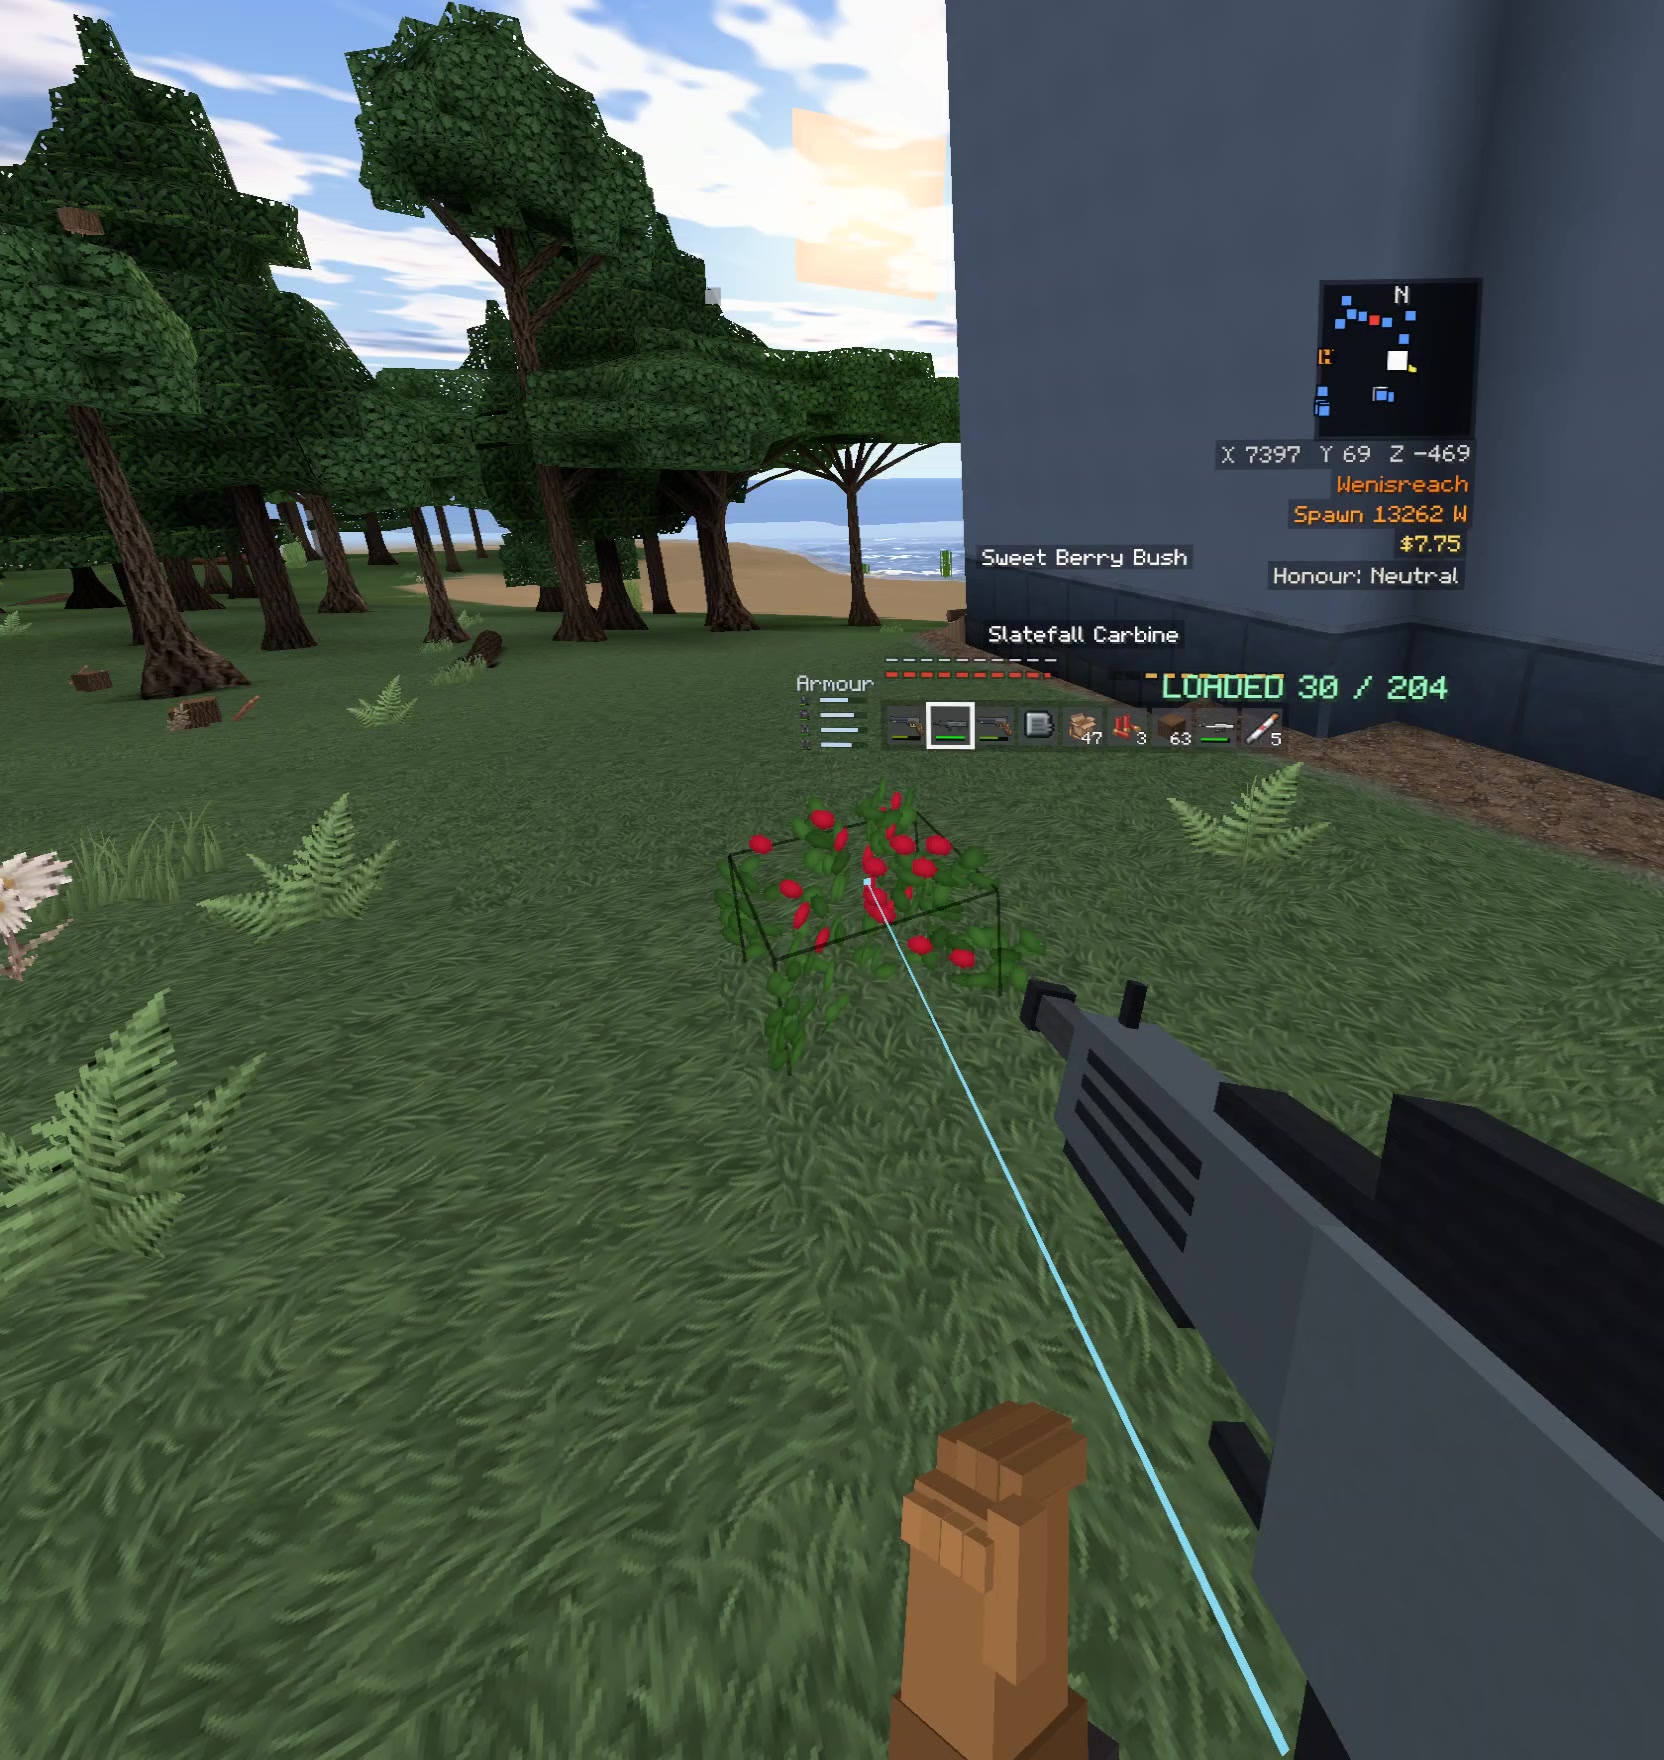 N
X 7397 Y 69 Z -469
Wenisreach
Spawn 13262 W
$7.75
Honour: Neutral
Sweet Berry Bush
Slatefall Carbine
Armour
LOADED 30 / 204
47
3
63
5